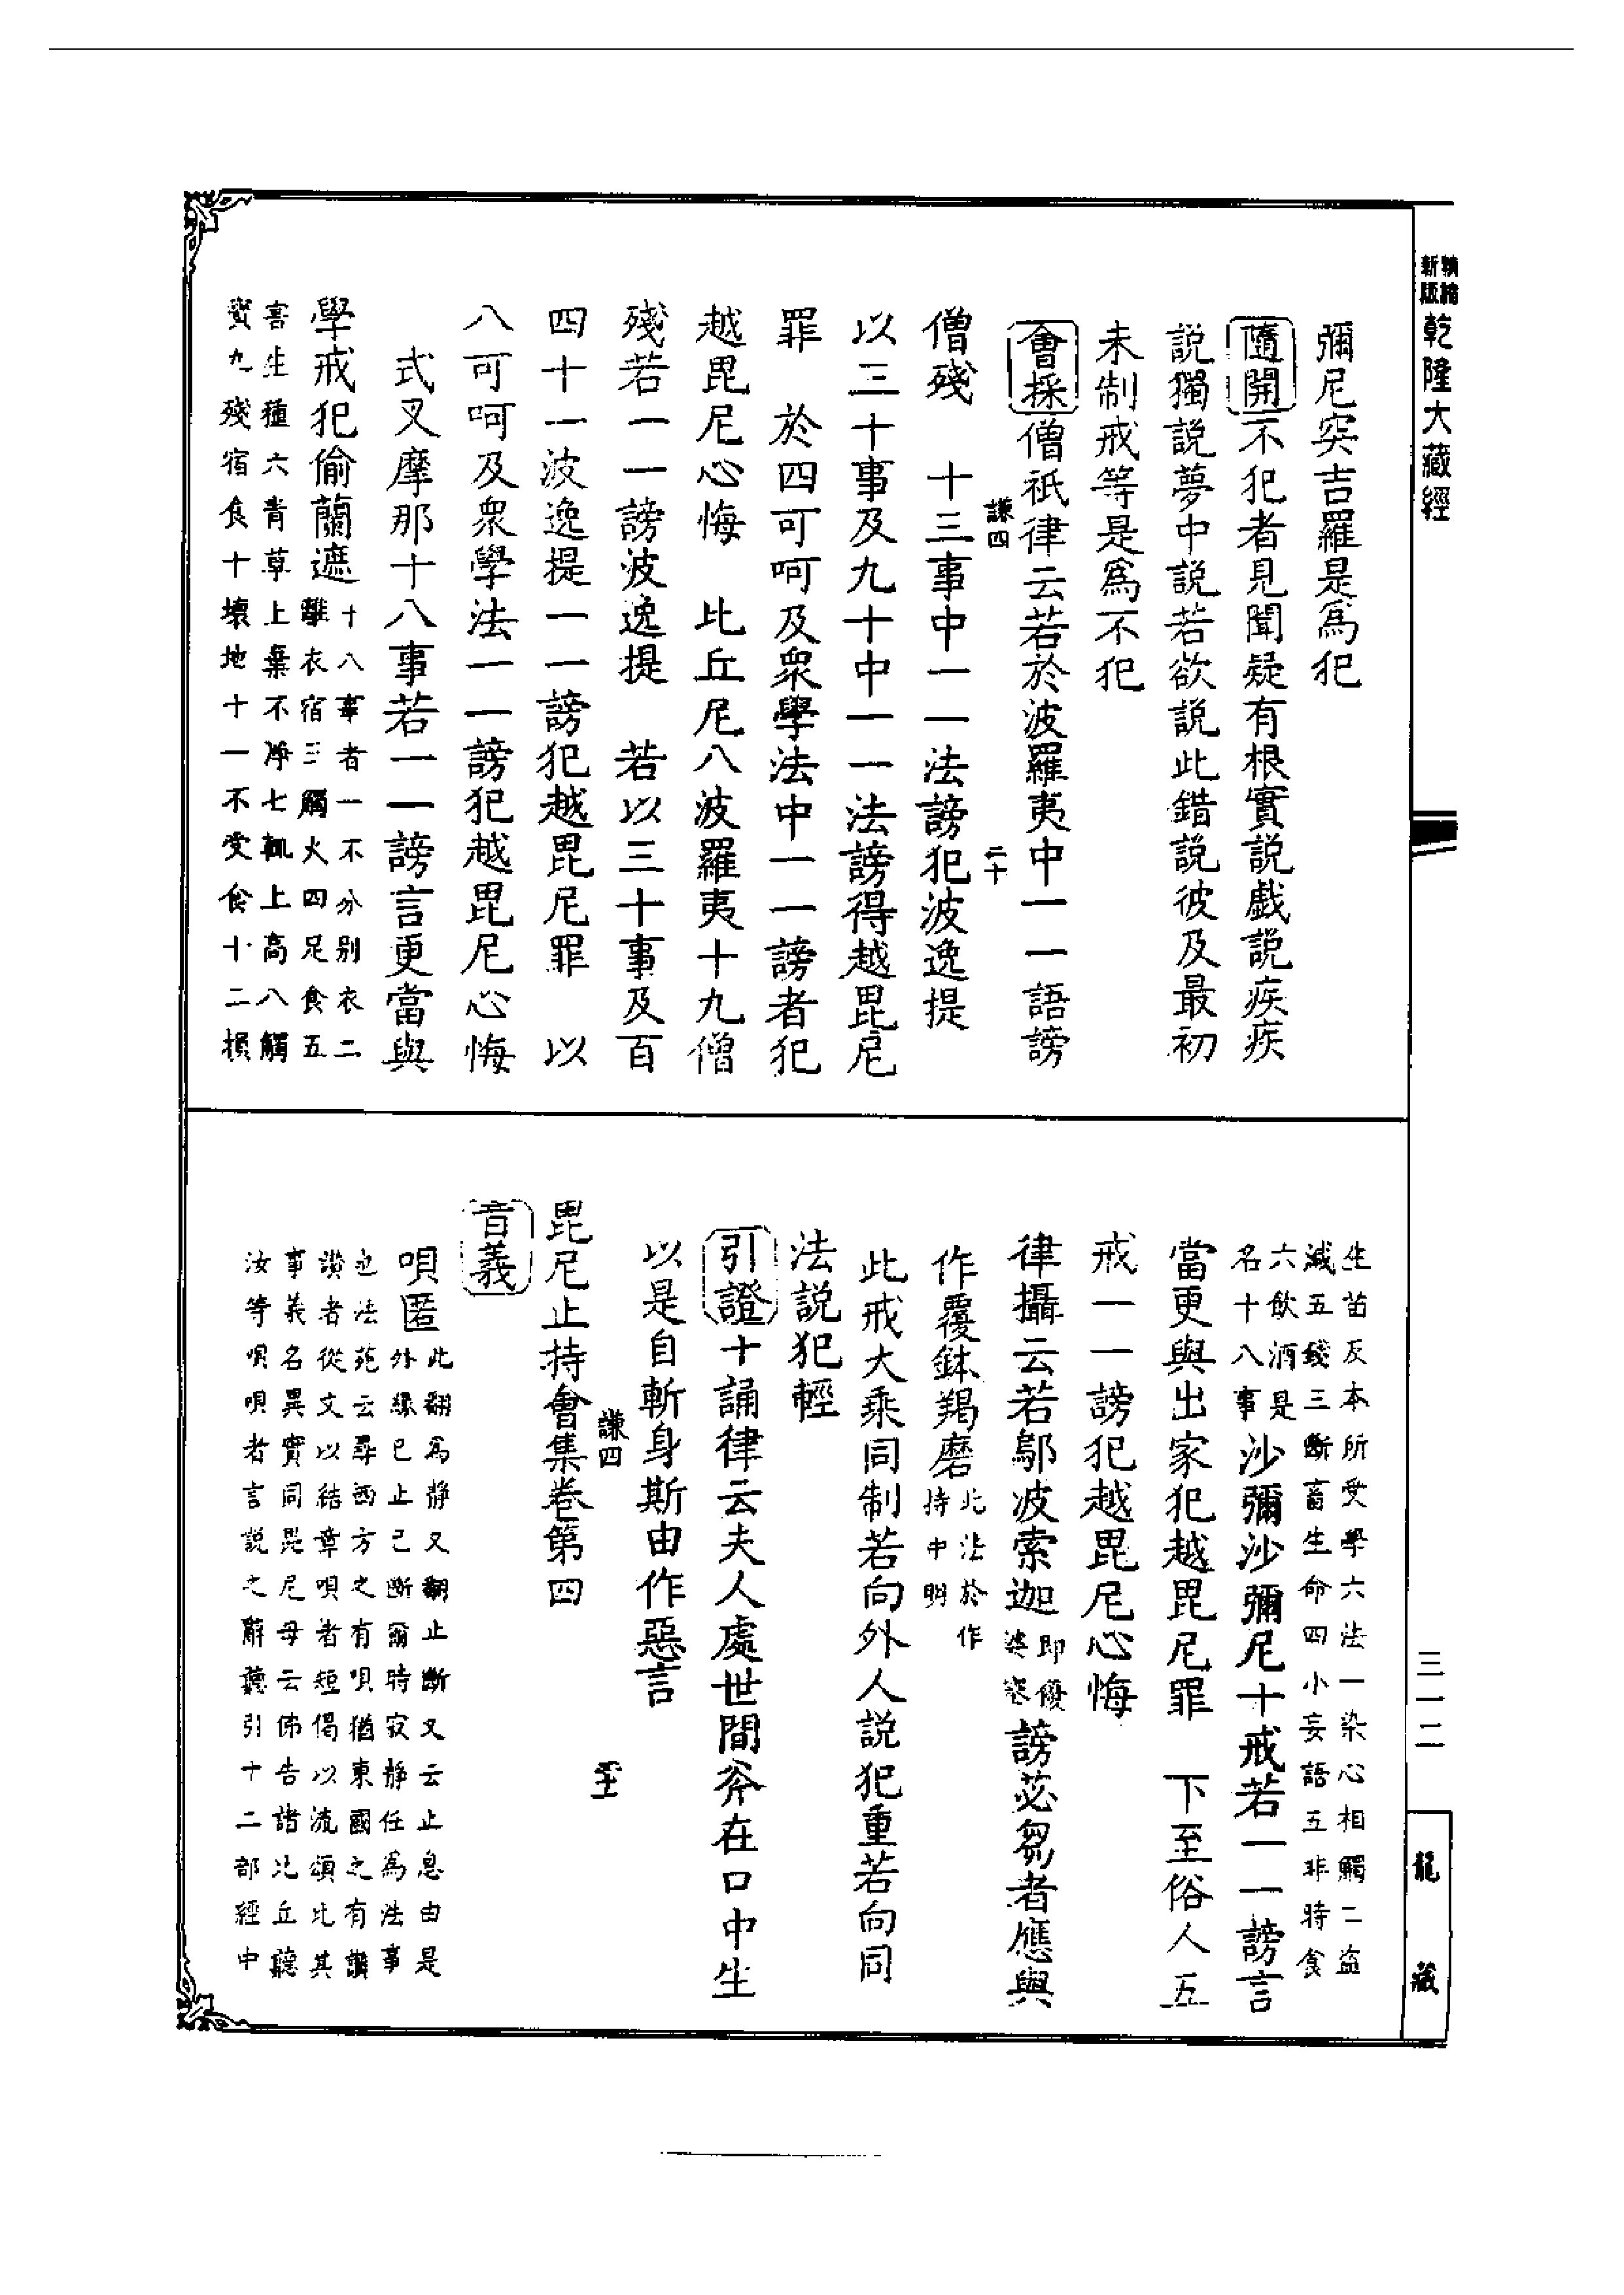 新版
精縮
乾隆大藏經
彌尼突吉羅是爲犯
隨開不犯者見聞疑有根實説戲説疾疾
説獨説夢中説若欲説此錯説彼及最初
未制戒等是爲不犯
會採僧祇律云若於波羅夷中一一語謗
謙四
二十
僧殘　十三事中一一法謗犯波逸提
以三十事及九十中一一法謗得越毘尼
罪　於四可呵及眾學法中一一謗者犯
越毘尼心悔　比丘尼八波羅夷十九僧
殘若一一謗波逸提　若以三十事及百
四十一波逸提一一謗犯越毘尼罪　以
八可呵及眾學法一一謗犯越毘尼心悔
式叉摩那十八事若一一謗言更當與
學戒犯偷蘭遮
十八事者一不分别衣二
離衣宿三觸火四足食五
害生種六青草上棄不淨七輒上高八觸
寳九殘宿食十壞地十一不受食十二損
生苗反本所受學六法一染心相觸二盜
減五錢三斷畜生命四小妄語五非時食
六飲酒是
名十八事
沙彌沙彌尼十戒若一一謗言
當更與出家犯越毘尼罪　下至俗人五
戒一一謗犯越毘尼心悔
律攝云若鄔波索迦
即優
婆塞
謗苾芻者應與
作覆鉢羯磨
此法於作
持中明
此戒大乘同制若向外人説犯重若向同
法説犯輕
引證十誦律云夫人處世間斧在口中生
以是自斬身斯由作惡言
謙四
毘尼止持會集卷第四
音義
唄匿
此翻爲靜又翻止斷又云止息由是
外緣已止已斷爾時寂靜任爲法事
也法苑云尋西方之有唄猶東國之有讚
讚者從文以結章唄者短偈以流頌比其
事義名異實同毘尼母云佛告諸比丘聽
汝等唄唄者言説之辭聽引十二部經中
三一二
龍藏